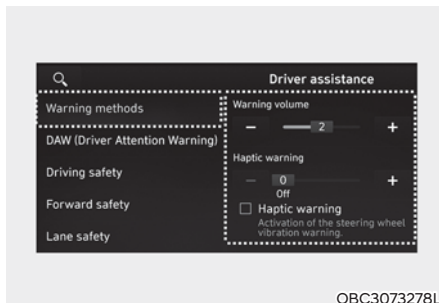 Driver assistance
Warning methods
DAW (Driver Attention Warning)
Driving safety
Forward safety
Lane safety
Warning volume
− 2 +
Haptic warning
− 0 +
Off
Haptic warning
Activation of the steering wheel
vibration warning.
OBC3073278L